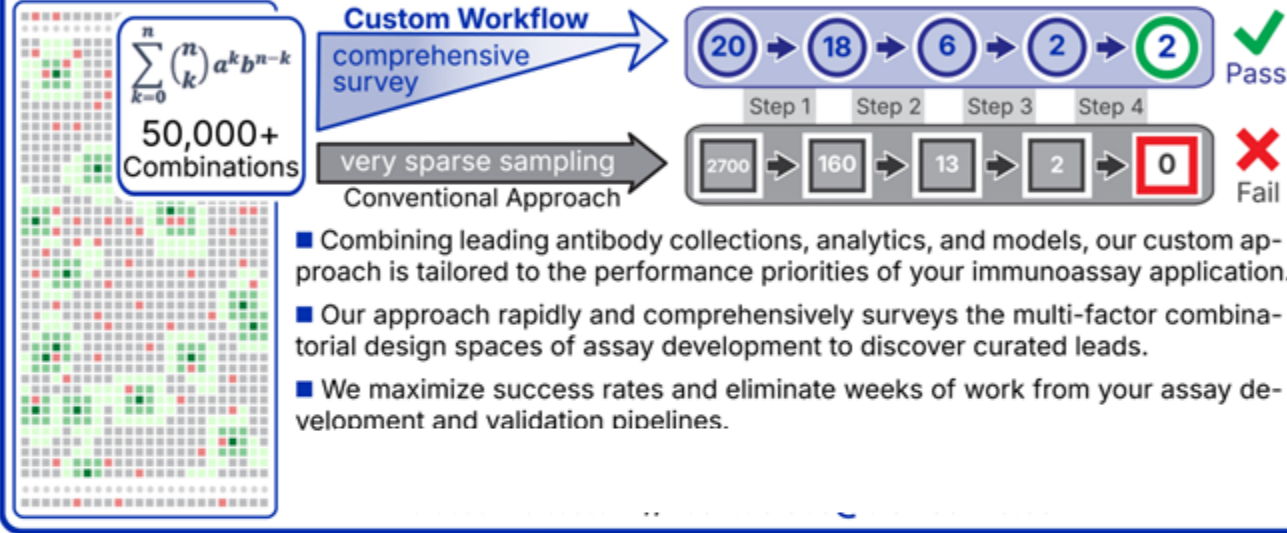 n
∑ (n k) a^k b^{n-k}
k=0
50,000+
Combinations
Custom Workflow
comprehensive
survey
very sparse sampling
Conventional Approach
20 18 6 2 2
Pass
Step 1 Step 2 Step 3 Step 4
2700 160 13 2 0
Fail
■ Combining leading antibody collections, analytics, and models, our custom ap-
proach is tailored to the performance priorities of your immunoassay application.
■ Our approach rapidly and comprehensively surveys the multi-factor combina-
torial design spaces of assay development to discover curated leads.
■ We maximize success rates and eliminate weeks of work from your assay de-
velopment and validation pipelines.